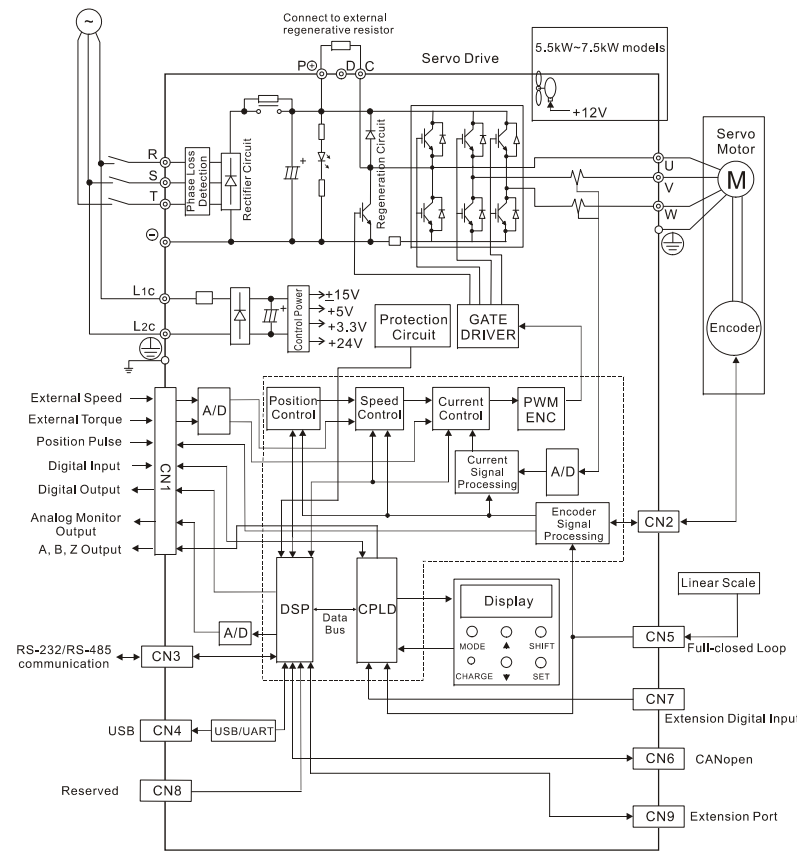 Connect to external
regenerative resistor
P⊕
D
C
Servo Drive
5.5kW~7.5kW models
+12V
Servo
Motor
M
Encoder
~
R
S
T
Phase Loss
Detection
Rectifier Circuit
+
Regeneration Circuit
U
V
W
⊖
L1c
L2c
+
Control Power
±15V
+5V
+3.3V
+24V
Protection
Circuit
GATE
DRIVER
External Speed
External Torque
Position Pulse
Digital Input
Digital Output
Analog Monitor
Output
A, B, Z Output
CN1
A/D
Position
Control
Speed
Control
Current
Control
PWM
ENC
Current
Signal
Processing
A/D
Encoder
Signal
Processing
CN2
DSP
Data
Bus
CPLD
A/D
Display
MODE
▲
SHIFT
CHARGE
▼
SET
Linear Scale
CN5
Full-closed Loop
RS-232/RS-485
communication
CN3
CN7
Extension Digital Input
USB
CN4
USB/UART
CN6
CANopen
Reserved
CN8
CN9
Extension Port